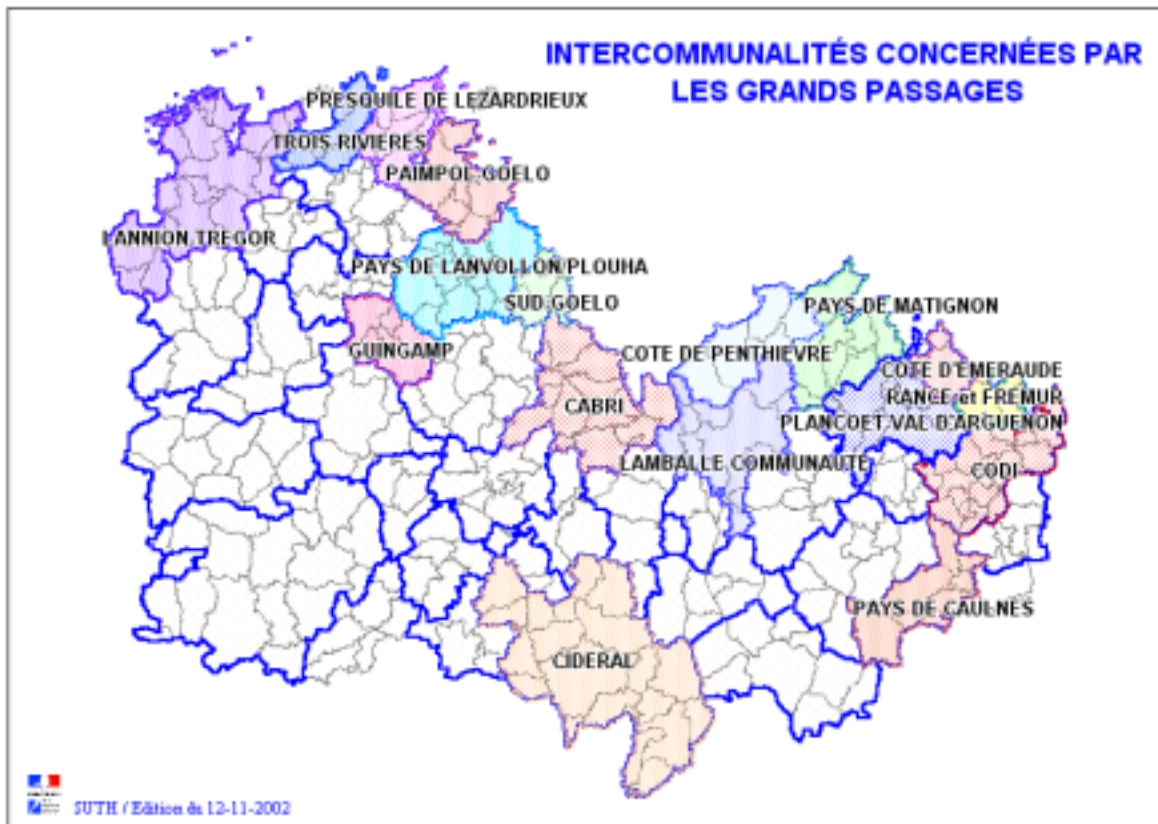 INTERCOMMUNALITÉS CONCERNÉES PAR
LES GRANDS PASSAGES
PRESQUILE DE LEZARDRIEUX
TROIS RIVIERES
PAIMPOL-GOELO
LANNION TREGOR
PAYS DE LANVOLLON/PLOUHA
SUD-GOELO
PAYS DE MATIGNON
GUINGAMP
COTE DE PENTHIEVRE
COTE D'EMERAUDE
RANCE et FREMUR
CABRI
PLANCOET VAL D'ARGUENON
LAMBALLE COMMUNAUTE
CODI
PAYS DE CAULNES
CIDERAL
SUTH / Edition du 12-11-2002